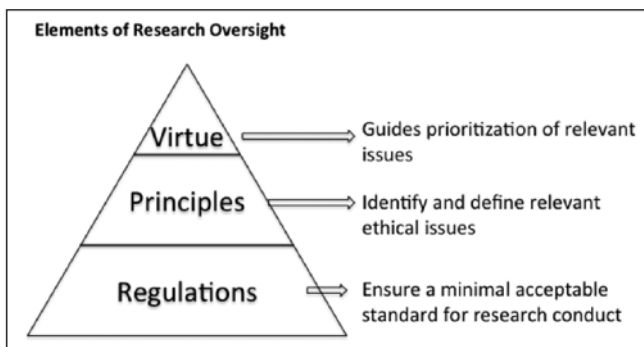 Elements of Research Oversight
Virtue
Guides prioritization of relevant
issues
Principles
Identify and define relevant
ethical issues
Regulations
Ensure a minimal acceptable
standard for research conduct